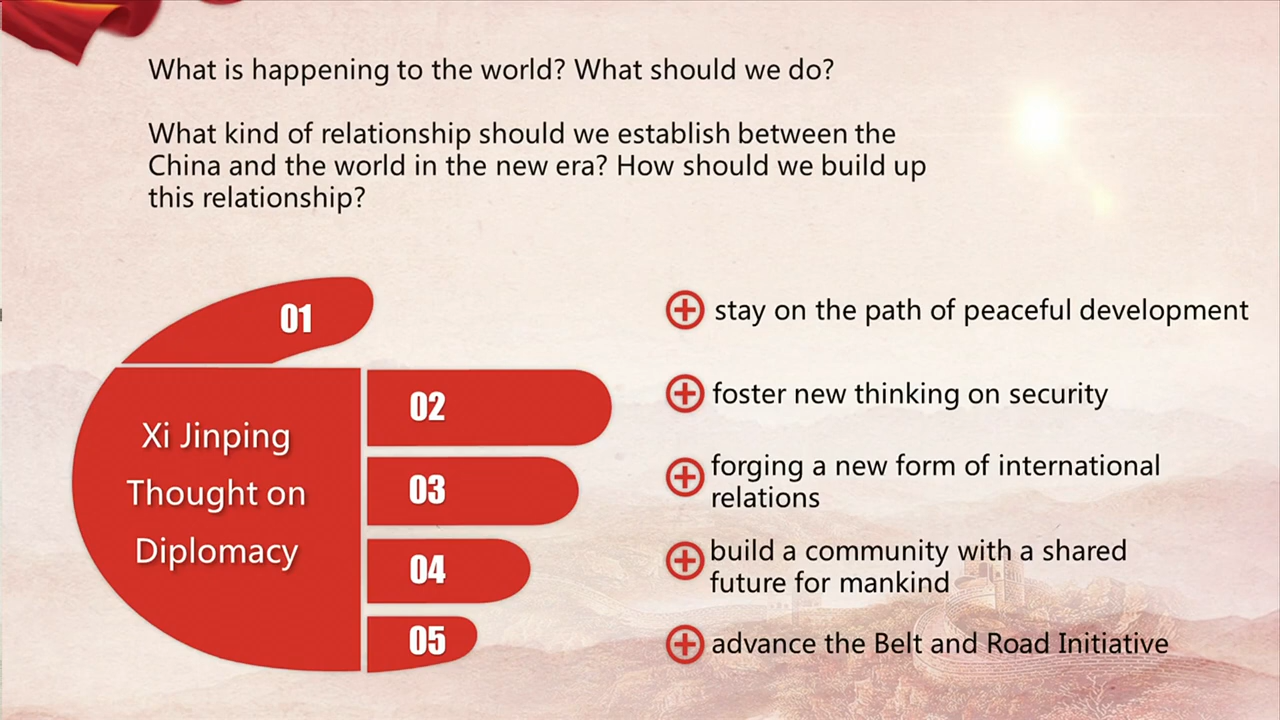 What is happening to the world? What should we do?
What kind of relationship should we establish between the
China and the world in the new era? How should we build up
this relationship?
01
Xi Jinping
Thought on
Diplomacy
02
03
04
05
stay on the path of peaceful development
foster new thinking on security
forging a new form of international
relations
build a community with a shared
future for mankind
advance the Belt and Road Initiative